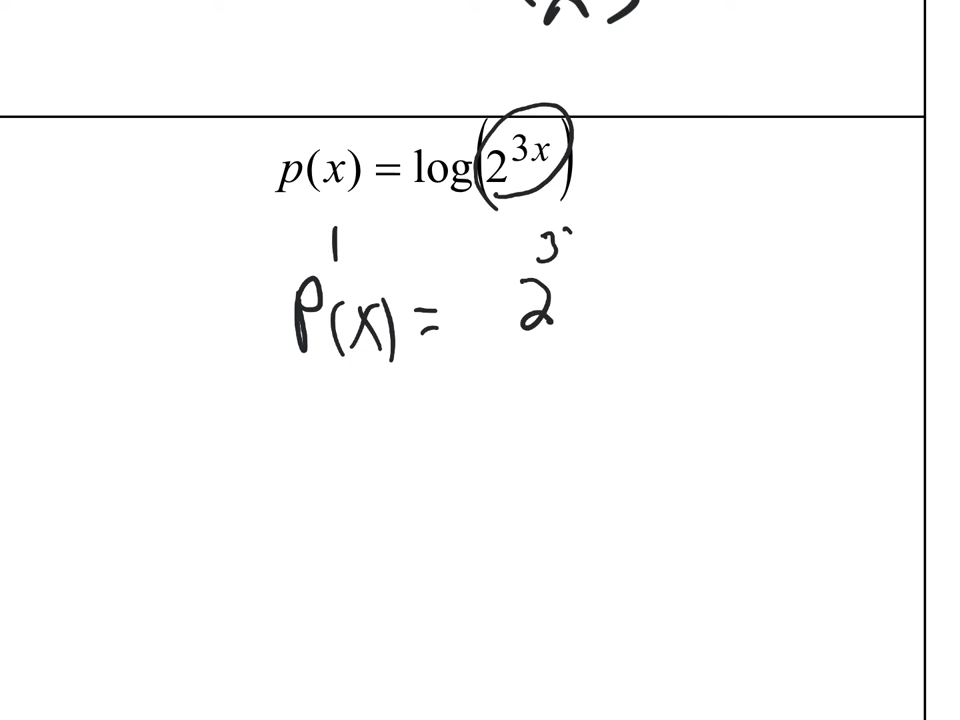 p(x) = log(2^{3x})
p'(x) = 2^{3